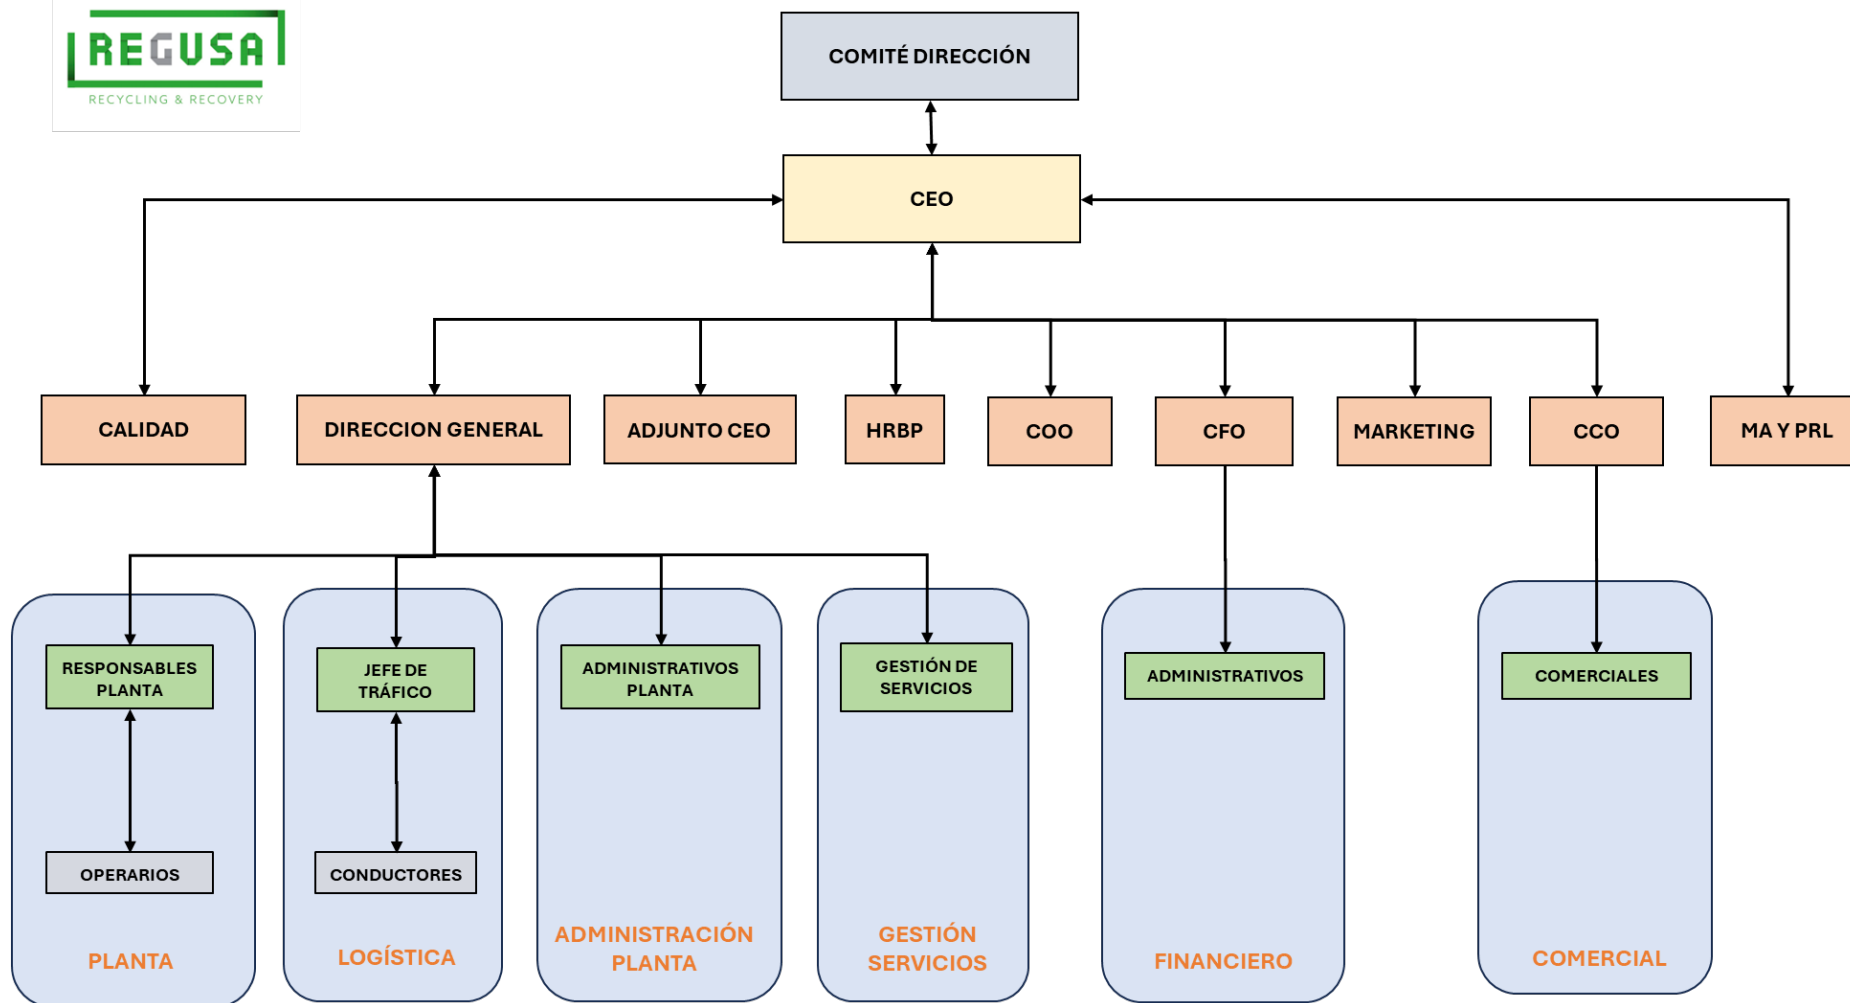 REGUSA
RECYCLING & RECOVERY
COMITÉ DIRECCIÓN
CEO
CALIDAD
DIRECCION GENERAL
ADJUNTO CEO
HRBP
COO
CFO
MARKETING
CCO
MA Y PRL
RESPONSABLES
PLANTA
JEFE DE
TRÁFICO
ADMINISTRATIVOS
PLANTA
GESTIÓN DE
SERVICIOS
ADMINISTRATIVOS
COMERCIALES
OPERARIOS
CONDUCTORES
PLANTA
LOGÍSTICA
ADMINISTRACIÓN
PLANTA
GESTIÓN
SERVICIOS
FINANCIERO
COMERCIAL